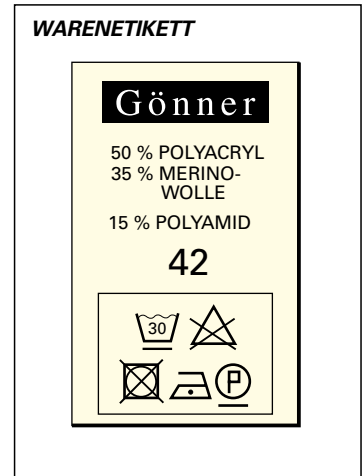 WARENETIKETT
Gönner
50 % POLYACRYL
35 % MERINO-
WOLLE
15 % POLYAMID
42
30
P